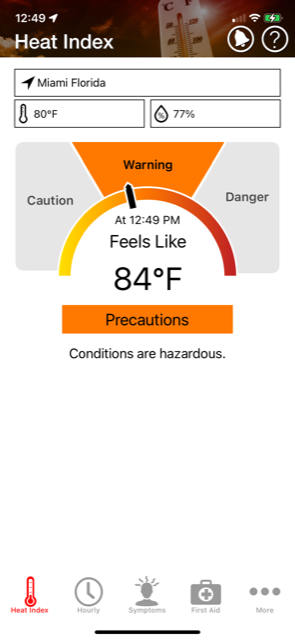 12:49
Heat Index
Miami Florida
80°F
77%
Warning
Caution
Danger
At 12:49 PM
Feels Like
84°F
Precautions
Conditions are hazardous.
Heat Index
Hourly
Symptoms
First Aid
More